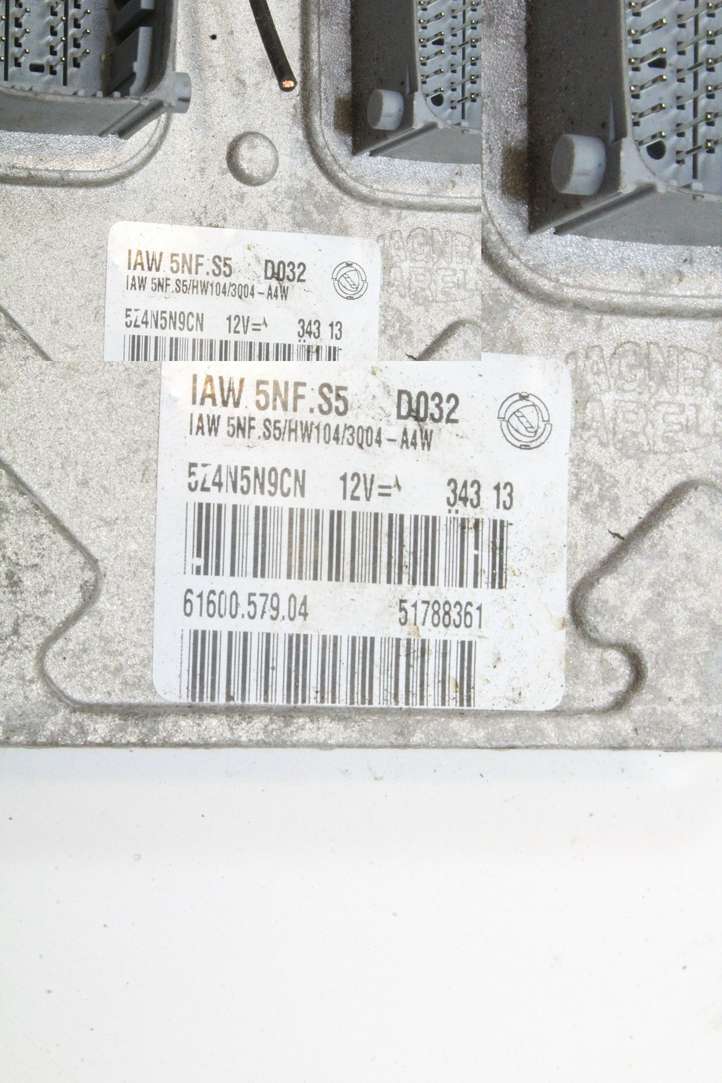 IAW 5NF.S5 D032
IAW 5NF.S5/HW104/3Q04-A4W
5Z4N5N9CN 12V 343 13
IAW 5NF.S5 D032
IAW 5NF.S5/HW104/3Q04-A4W
5Z4N5N9CN 12V 343 13
61600.579.04 51788361